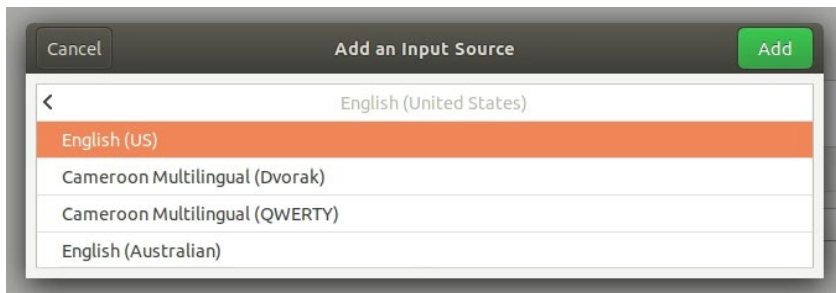 Cancel Add an Input Source Add
English (United States)
English (US)
Cameroon Multilingual (Dvorak)
Cameroon Multilingual (QWERTY)
English (Australian)